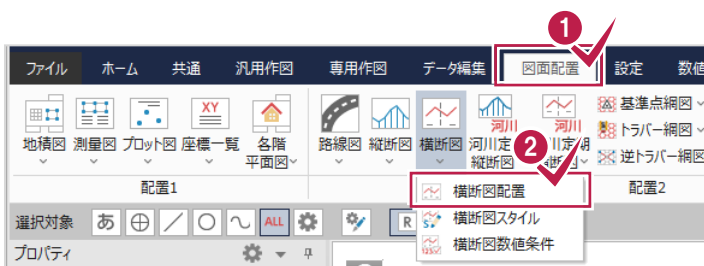 1
ファイル ホーム 共通 汎用作図 専用作図 データ編集 図面配置 設定 数値
XY 河川 河川 基準点網図
トラバー網図
地積図 測量図 プロット図 座標一覧 各階平面図 路線図 縦断図 横断図 河川定 縦断図 2 逆トラバー網図
配置1 配置2
横断図配置
選択対象 あ ALL R 横断図スタイル
プロパティ 123 横断図数値条件